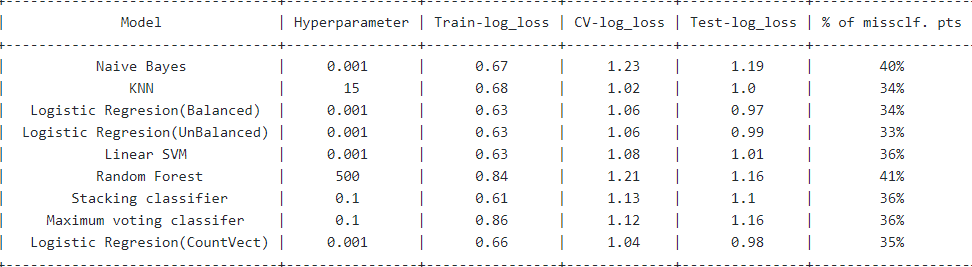 | Model | Hyperparameter | Train-log_loss | CV-log_loss | Test-log_loss | % of missclf. pts
| Naive Bayes | 0.001 | 0.67 | 1.23 | 1.19 | 40%
| KNN | 15 | 0.68 | 1.02 | 1.0 | 34%
| Logistic Regresion(Balanced) | 0.001 | 0.63 | 1.06 | 0.97 | 34%
| Logistic Regresion(UnBalanced) | 0.001 | 0.63 | 1.06 | 0.99 | 33%
| Linear SVM | 0.001 | 0.63 | 1.08 | 1.01 | 36%
| Random Forest | 500 | 0.84 | 1.21 | 1.16 | 41%
| Stacking classifier | 0.1 | 0.61 | 1.13 | 1.1 | 36%
| Maximum voting classifer | 0.1 | 0.86 | 1.12 | 1.16 | 36%
| Logistic Regresion(CountVect) | 0.001 | 0.66 | 1.04 | 0.98 | 35%